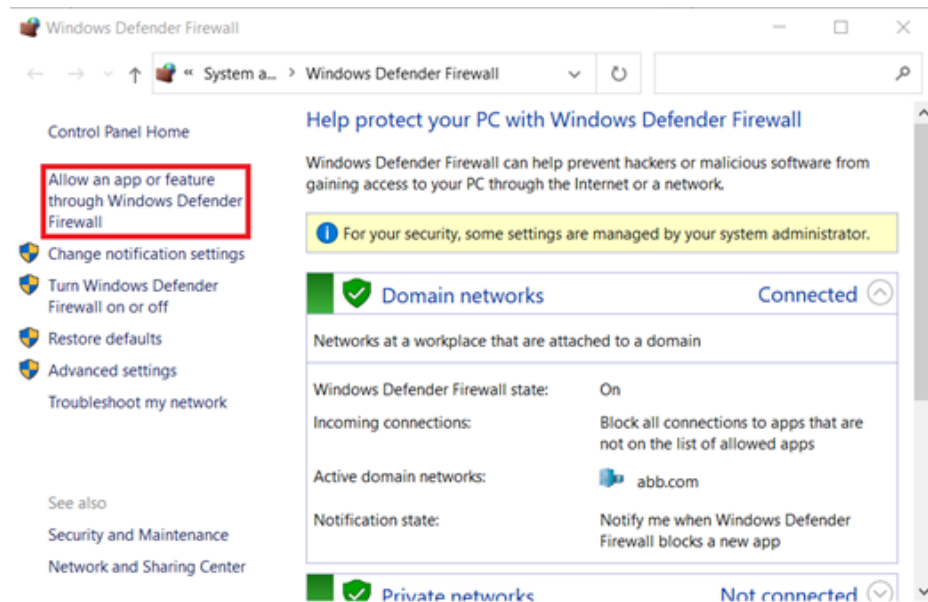 Windows Defender Firewall
« System a... > Windows Defender Firewall
Control Panel Home
Allow an app or feature
through Windows Defender
Firewall
Change notification settings
Turn Windows Defender
Firewall on or off
Restore defaults
Advanced settings
Troubleshoot my network
See also
Security and Maintenance
Network and Sharing Center
Help protect your PC with Windows Defender Firewall
Windows Defender Firewall can help prevent hackers or malicious software from
gaining access to your PC through the Internet or a network.
For your security, some settings are managed by your system administrator.
Domain networks Connected
Networks at a workplace that are attached to a domain
Windows Defender Firewall state: On
Incoming connections: Block all connections to apps that are
not on the list of allowed apps
Active domain networks: abb.com
Notification state: Notify me when Windows Defender
Firewall blocks a new app
Private networks Not connected